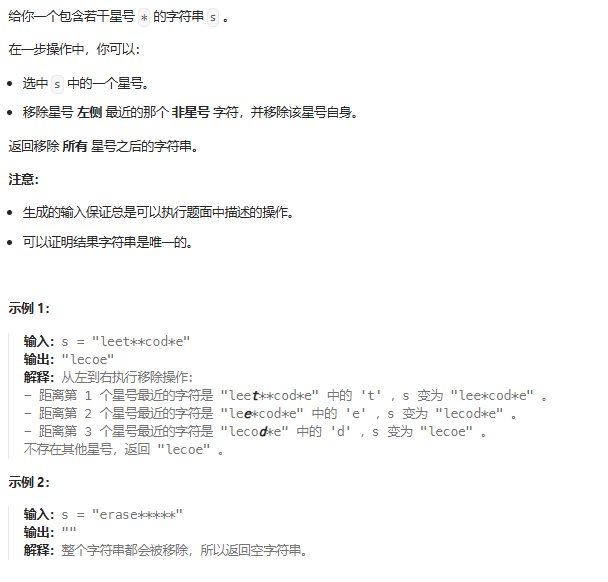 给你一个包含若干星号 * 的字符串 s 。
在一步操作中，你可以：
• 选中 s 中的一个星号。
• 移除星号 左侧 最近的那个 非星号 字符，并移除该星号自身。
返回移除 所有 星号之后的字符串。
注意：
• 生成的输入保证总是可以执行题面中描述的操作。
• 可以证明结果字符串是唯一的。
示例 1：
输入：s = "leet**cod*e"
输出："lecoe"
解释：从左到右执行移除操作：
- 距离第 1 个星号最近的字符是 "leet**cod*e" 中的 't' ，s 变为 "lee*cod*e" 。
- 距离第 2 个星号最近的字符是 "lee*cod*e" 中的 'e' ，s 变为 "lecod*e" 。
- 距离第 3 个星号最近的字符是 "lecod*e" 中的 'd' ，s 变为 "lecoe" 。
不存在其他星号，返回 "lecoe" 。
示例 2：
输入：s = "erase*****"
输出：""
解释：整个字符串都会被移除，所以返回空字符串。